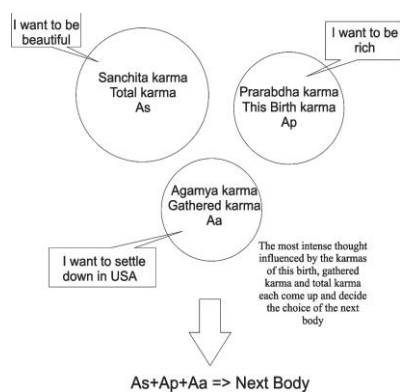 I want to be
beautiful
I want to be
rich
Sanchita karma
Total karma
As
Prarabdha karma
This Birth karma
Ap
Agamya karma
Gathered karma
Aa
I want to settle
down in USA
The most intense thought
influenced by the karmas
of this birth, gathered
karma and total karma
each come up and decide
the choice of the next
body
As+Ap+Aa => Next Body